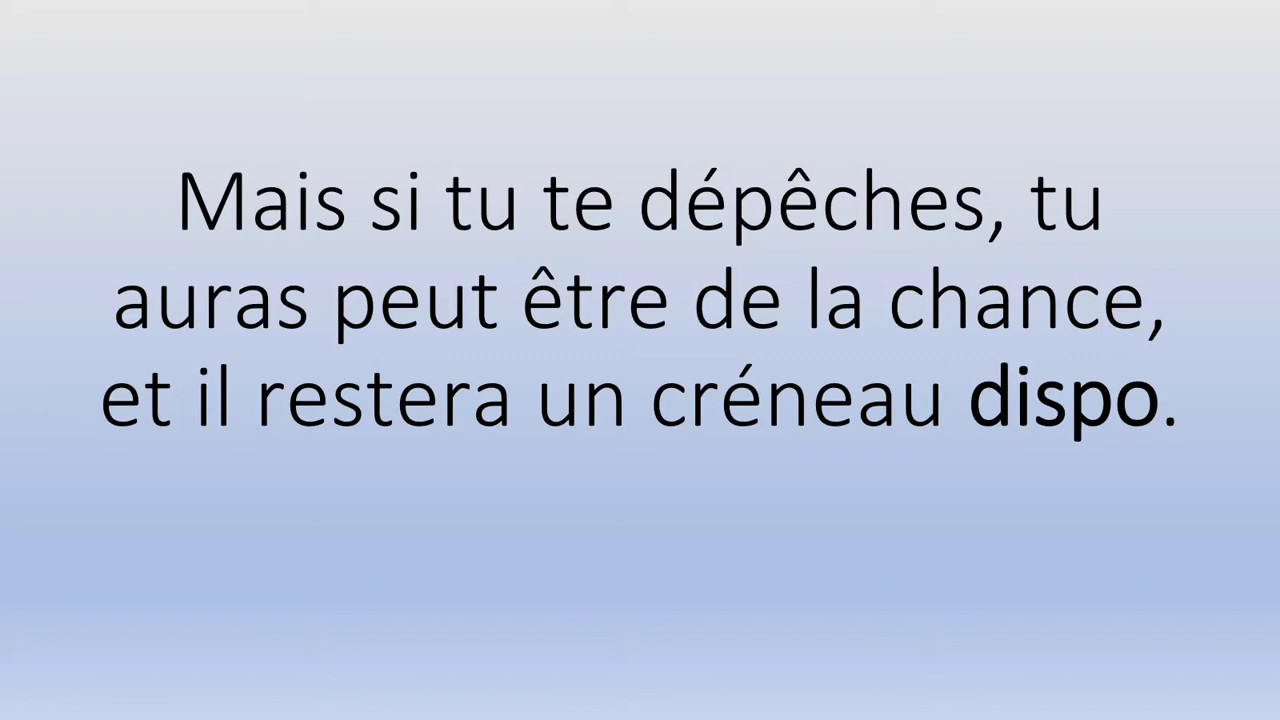 Mais si tu te dépêches, tu
auras peut être de la chance,
et il restera un créneau dispo.